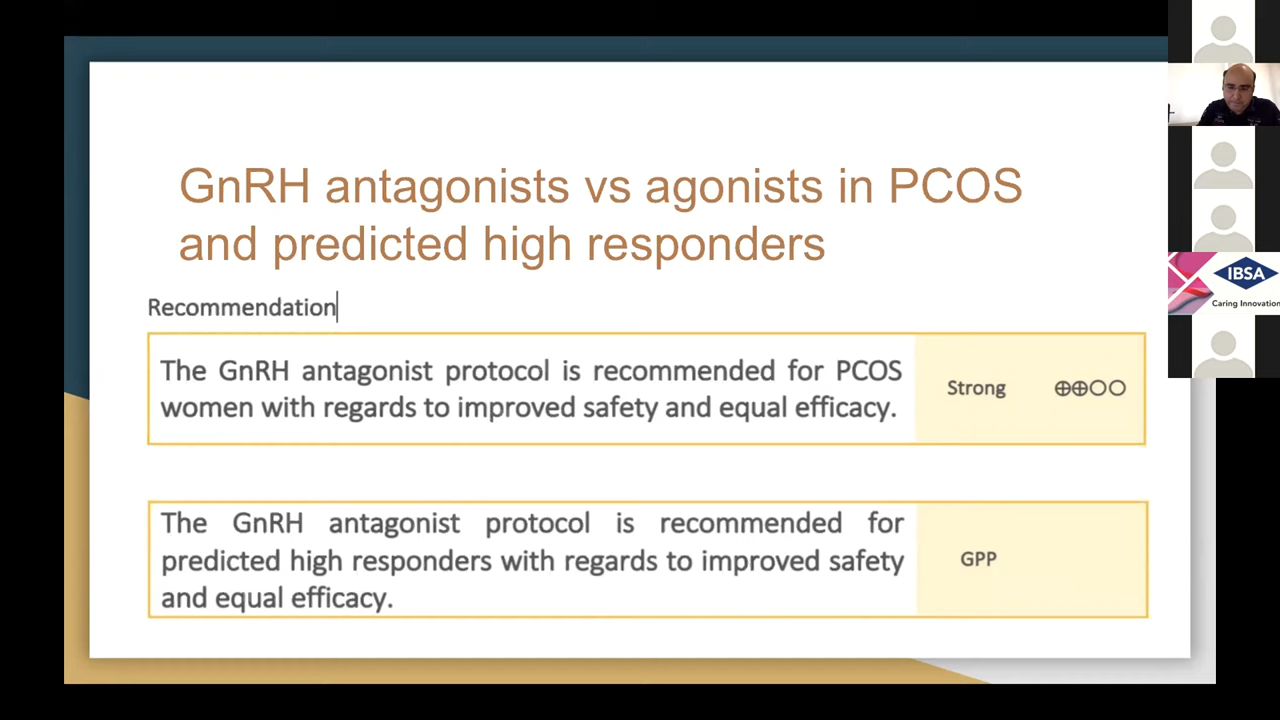 GnRH antagonists vs agonists in PCOS
and predicted high responders
Recommendation
The GnRH antagonist protocol is recommended for PCOS
women with regards to improved safety and equal efficacy.
Strong ⊕⊕○○
The GnRH antagonist protocol is recommended for
predicted high responders with regards to improved safety
and equal efficacy.
GPP
IBSA
Caring Innovation